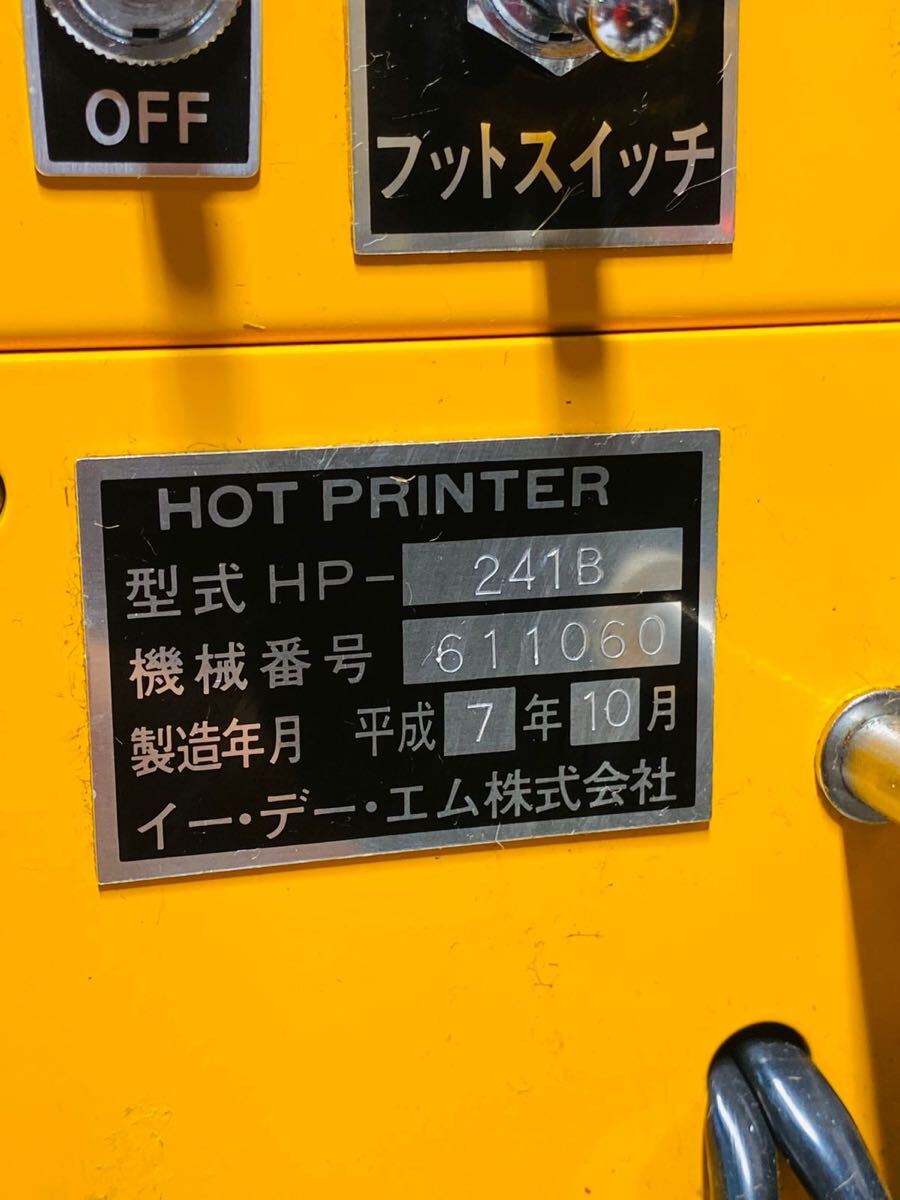 OFF
フットスイッチ
HOT PRINTER
型式 HP- 241B
機械番号 611060
製造年月 平成 7 年 10 月
イー・デー・エム株式会社